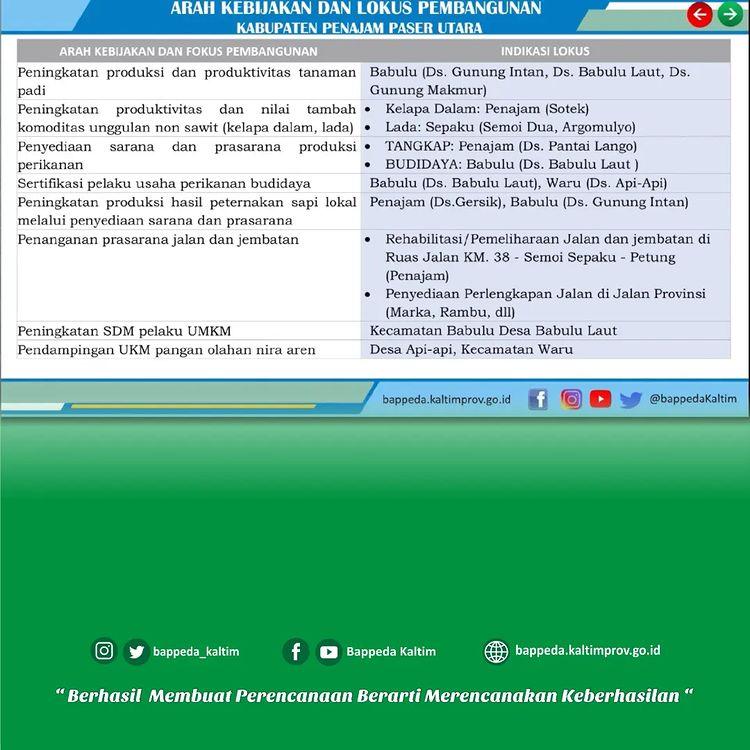 ARAH KEBIJAKAN DAN LOKUS PEMBANGUNAN
KABUPATEN PENAJAM PASER UTARA
ARAH KEBIJAKAN DAN FOKUS PEMBANGUNAN
INDIKASI LOKUS
Peningkatan produksi dan produktivitas tanaman
padi
Babulu (Ds. Gunung Intan, Ds. Babulu Laut, Ds.
Gunung Makmur)
Peningkatan produktivitas dan nilai tambah
komoditas unggulan non sawit (kelapa dalam, lada)
• Kelapa Dalam: Penajam (Sotek)
• Lada: Sepaku (Semoi Dua, Argomulyo)
Penyediaan sarana dan prasarana produksi
perikanan
• TANGKAP: Penajam (Ds. Pantai Lango)
• BUDIDAYA: Babulu (Ds. Babulu Laut )
Sertifikasi pelaku usaha perikanan budidaya
Babulu (Ds. Babulu Laut), Waru (Ds. Api-Api)
Peningkatan produksi hasil peternakan sapi lokal
melalui penyediaan sarana dan prasarana
Penajam (Ds.Gersik), Babulu (Ds. Gunung Intan)
Penanganan prasarana jalan dan jembatan
• Rehabilitasi/Pemeliharaan Jalan dan jembatan di
Ruas Jalan KM. 38 - Semoi Sepaku - Petung
(Penajam)
• Penyediaan Perlengkapan Jalan di Jalan Provinsi
(Marka, Rambu, dll)
Peningkatan SDM pelaku UMKM
Kecamatan Babulu Desa Babulu Laut
Pendampingan UKM pangan olahan nira aren
Desa Api-api, Kecamatan Waru
bappeda.kaltimprov.go.id
@bappedaKaltim
bappeda_kaltim
Bappeda Kaltim
bappeda.kaltimprov.go.id
“ Berhasil Membuat Perencanaan Berarti Merencanakan Keberhasilan “